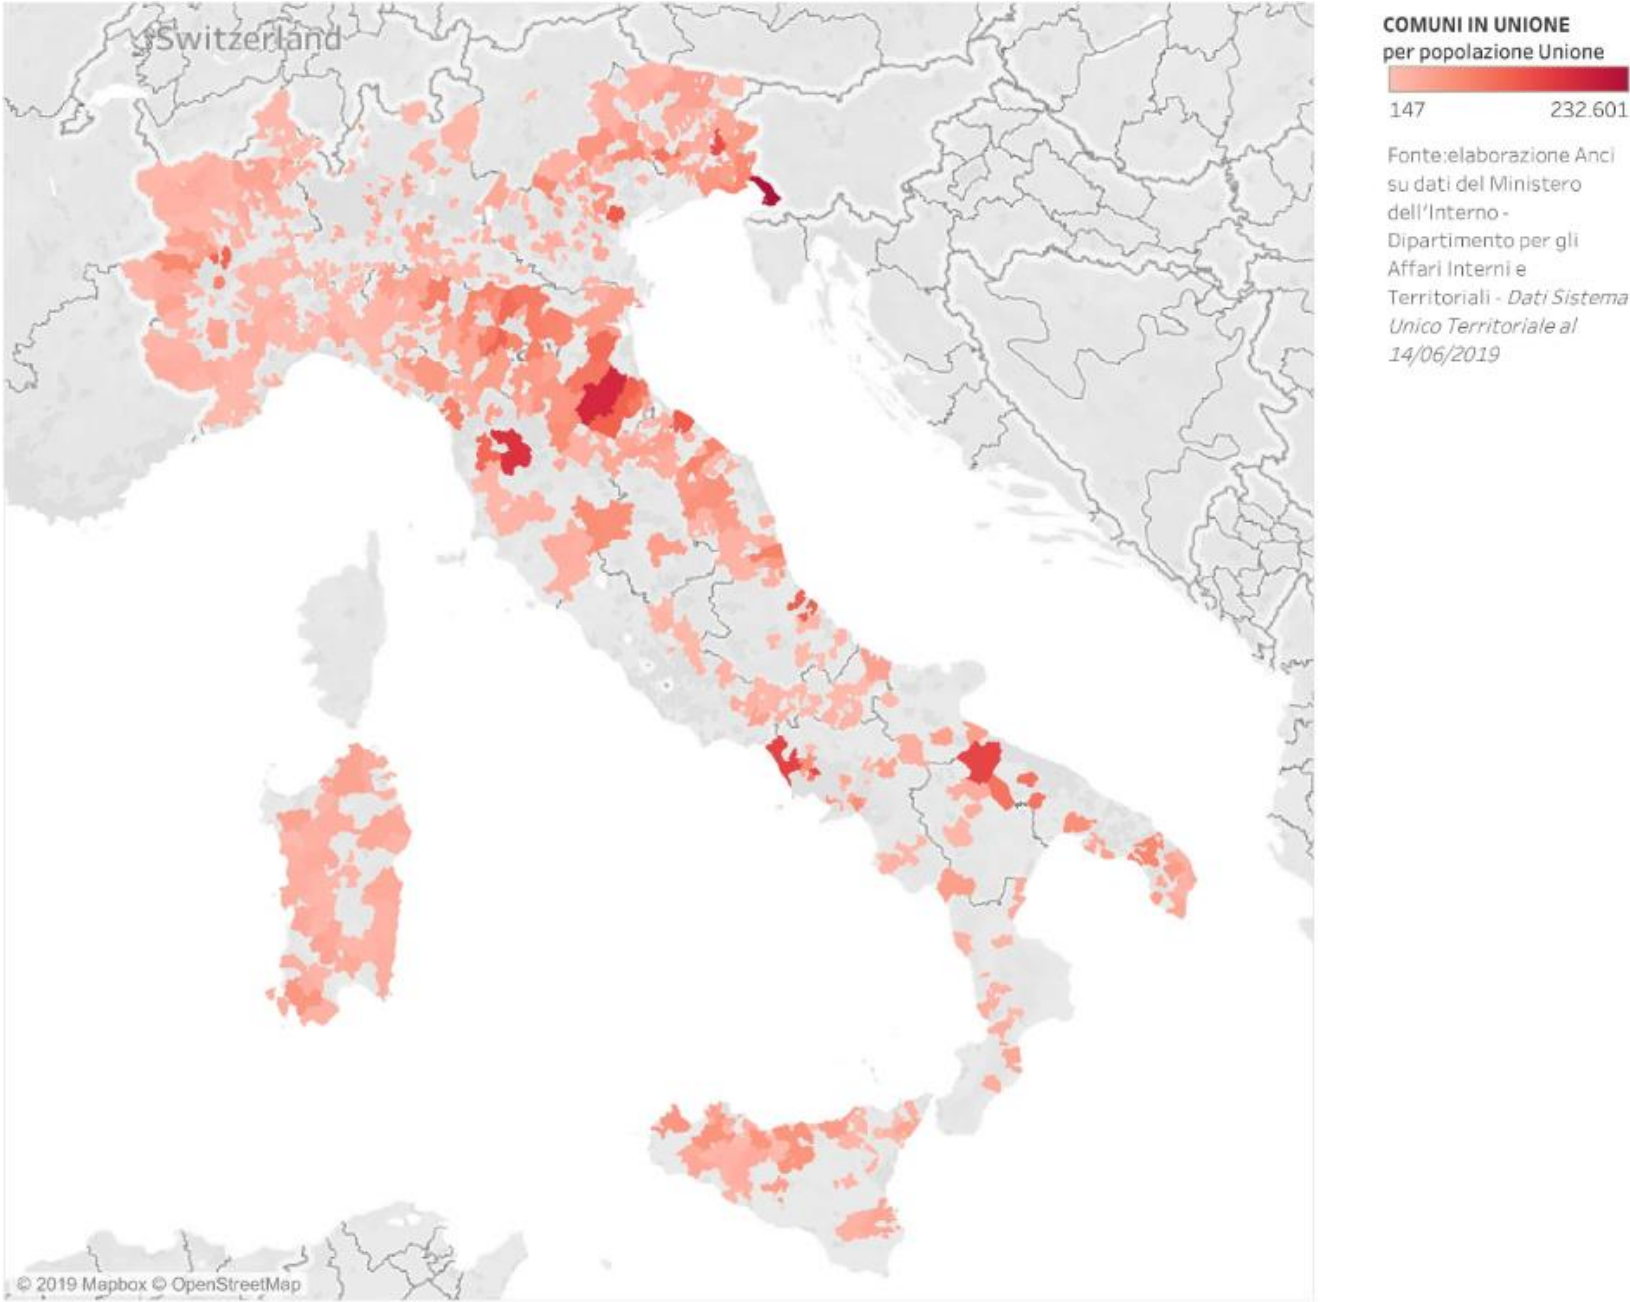 Switzerland
COMUNI IN UNIONE
per popolazione Unione
147 232.601
Fonte:elaborazione Anci
su dati del Ministero
dell'Interno -
Dipartimento per gli
Affari Interni e
Territoriali - Dati Sistema
Unico Territoriale al
14/06/2019
© 2019 Mapbox © OpenStreetMap